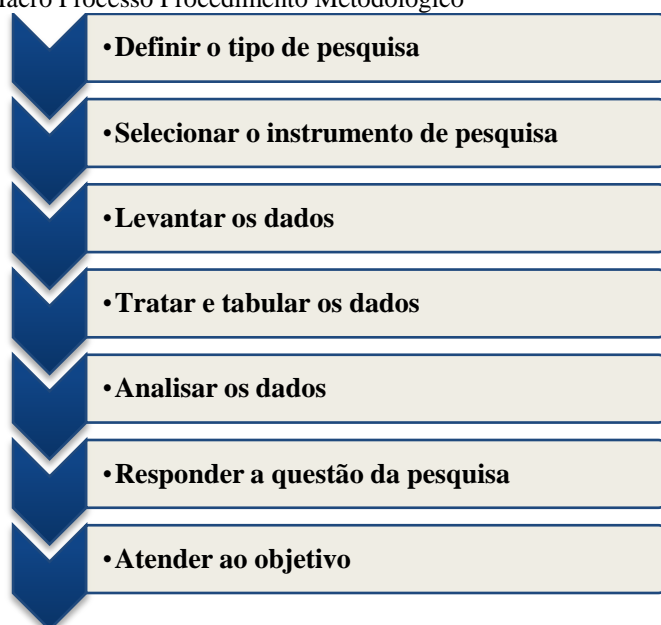 Macro Processo Procedimento Metodológico
•Definir o tipo de pesquisa
•Selecionar o instrumento de pesquisa
•Levantar os dados
•Tratar e tabular os dados
•Analisar os dados
•Responder a questão da pesquisa
•Atender ao objetivo